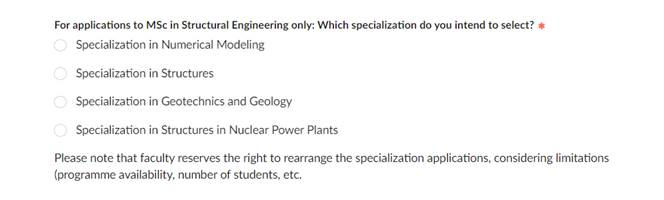 For applications to MSc in Structural Engineering only: Which specialization do you intend to select? *
Specialization in Numerical Modeling
Specialization in Structures
Specialization in Geotechnics and Geology
Specialization in Structures in Nuclear Power Plants
Please note that faculty reserves the right to rearrange the specialization applications, considering limitations
(programme availability, number of students, etc.